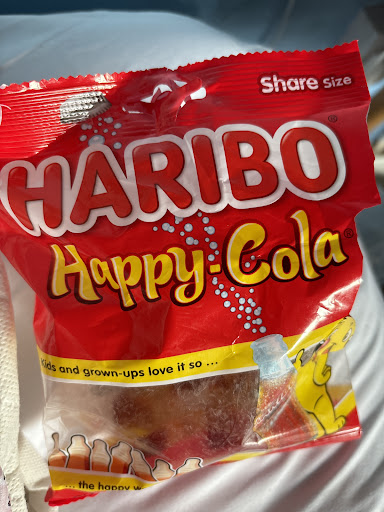 Share Size
HARIBO®
Happy-Cola®
Kids and grown-ups love it so ...
... the happy w